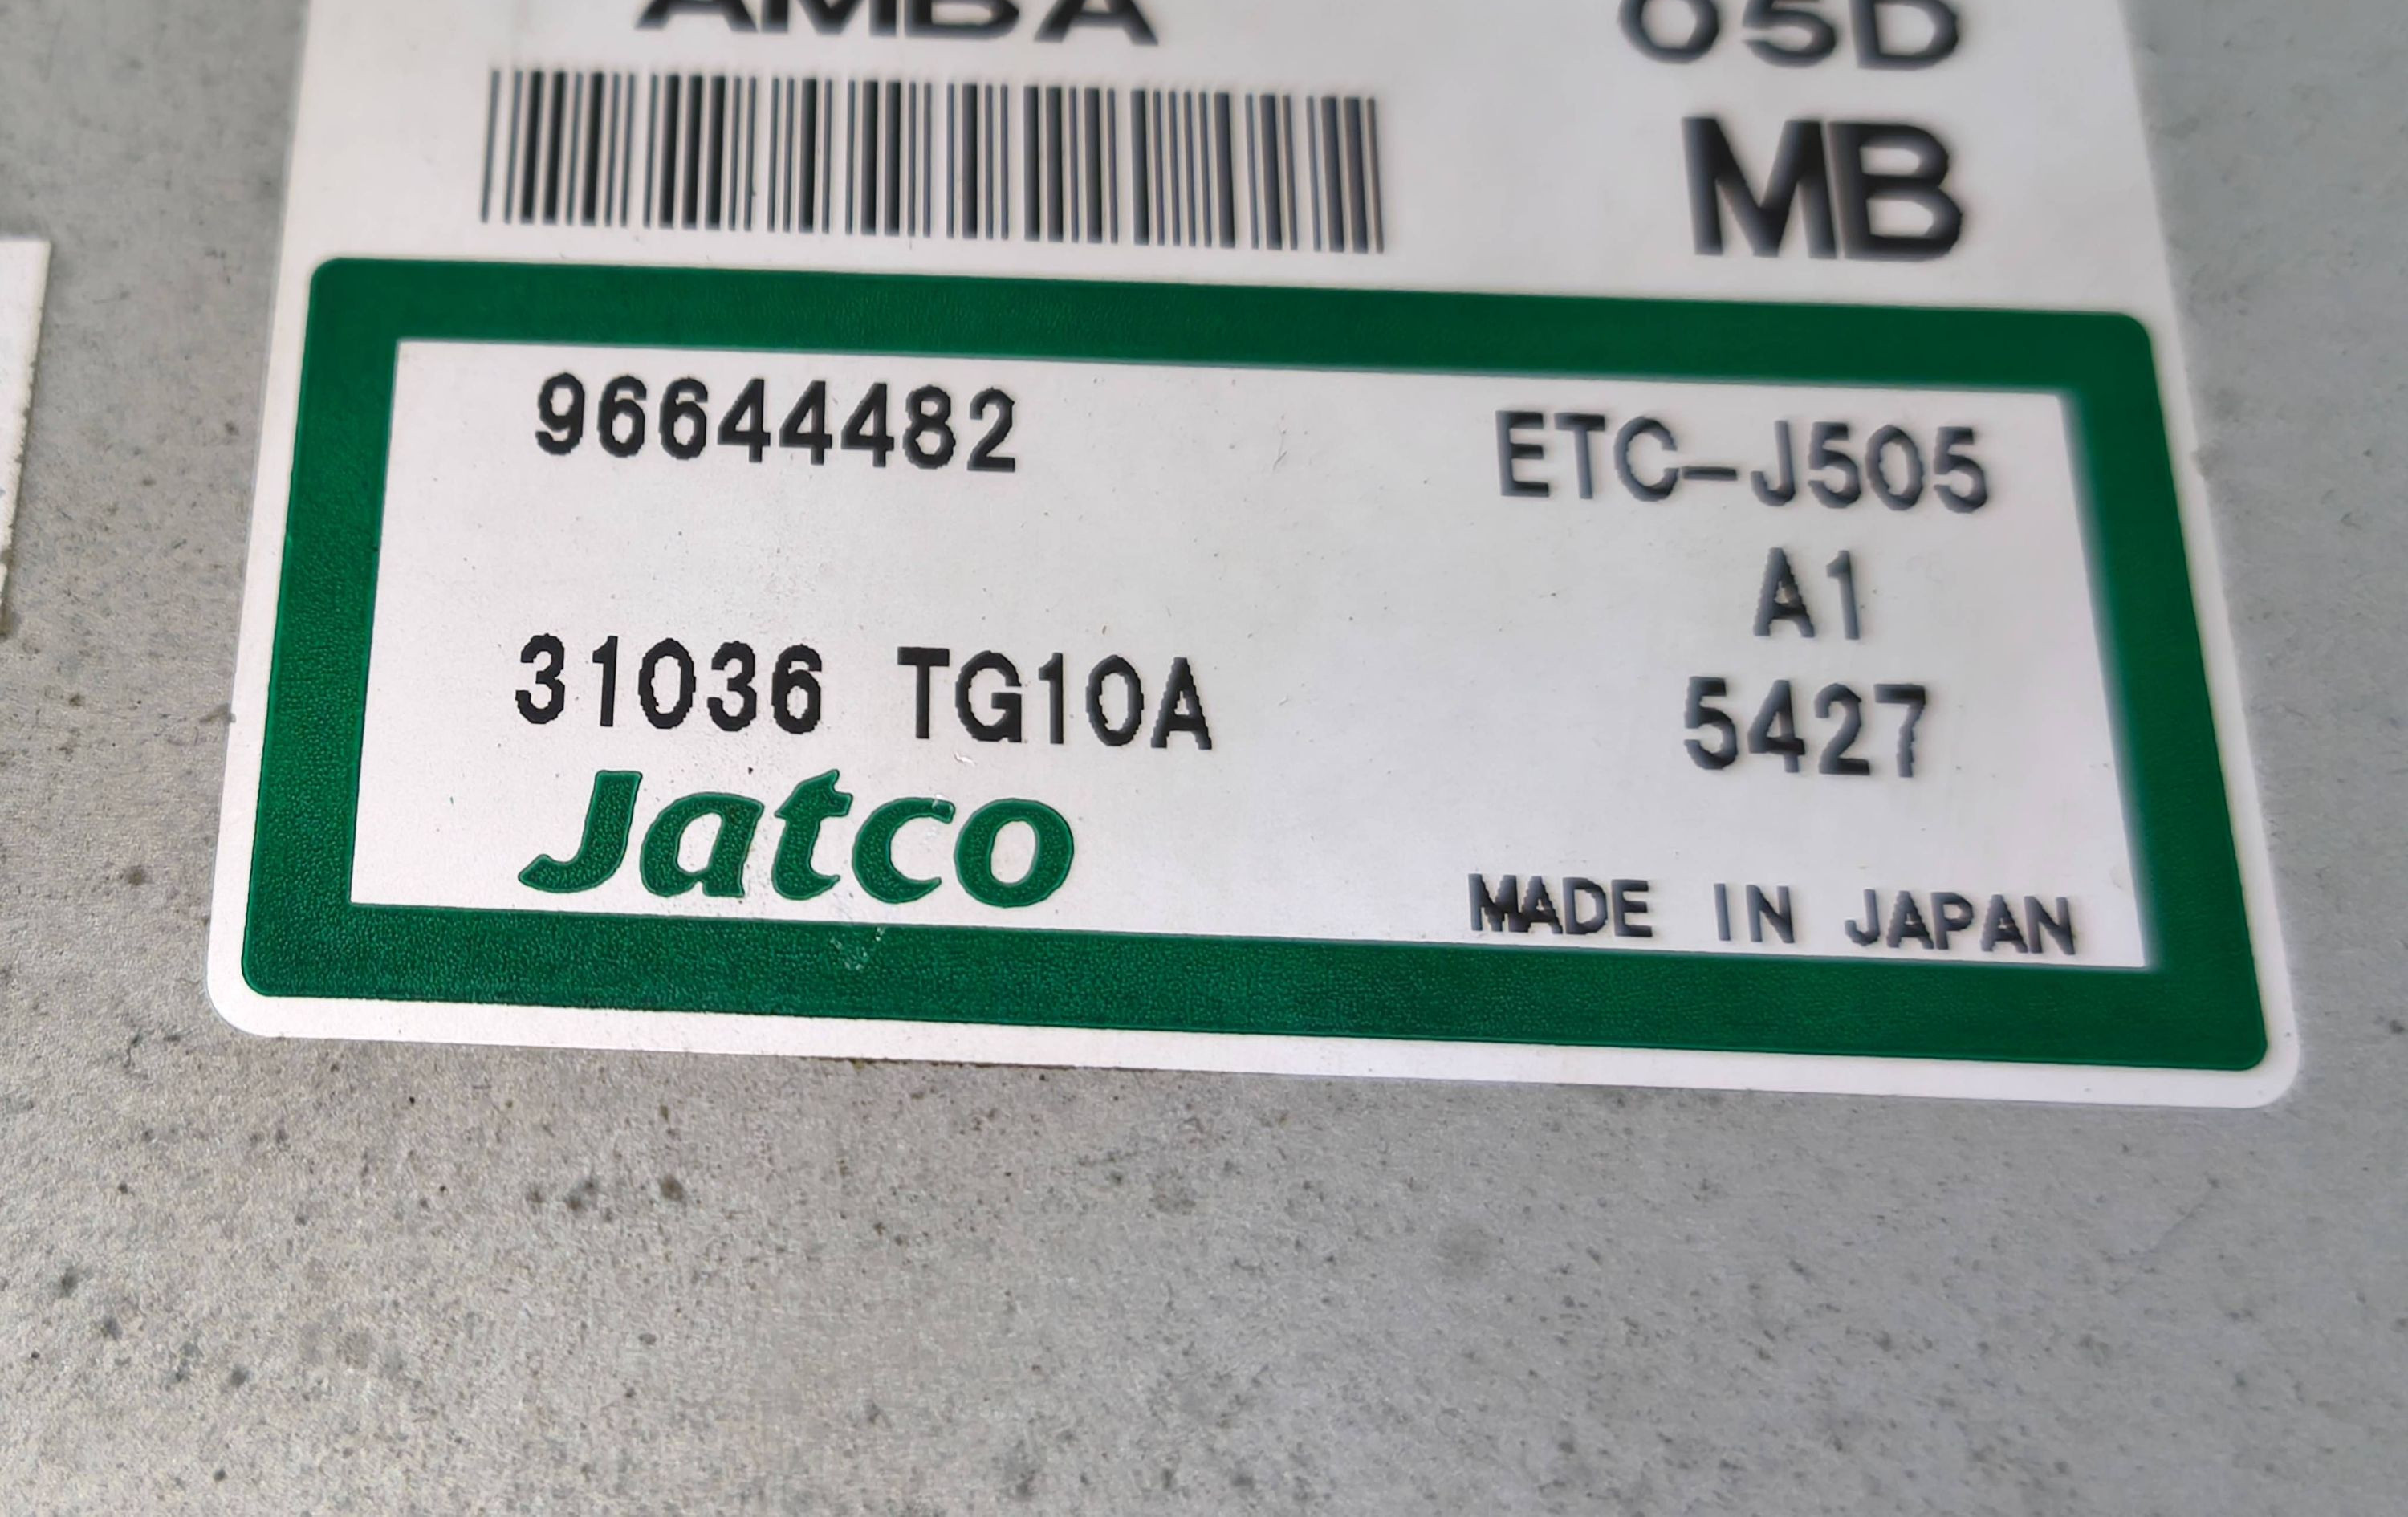 AMBA 05D
MB
96644482 ETC-J505
A1
31036 TG10A 5427
Jatco
MADE IN JAPAN